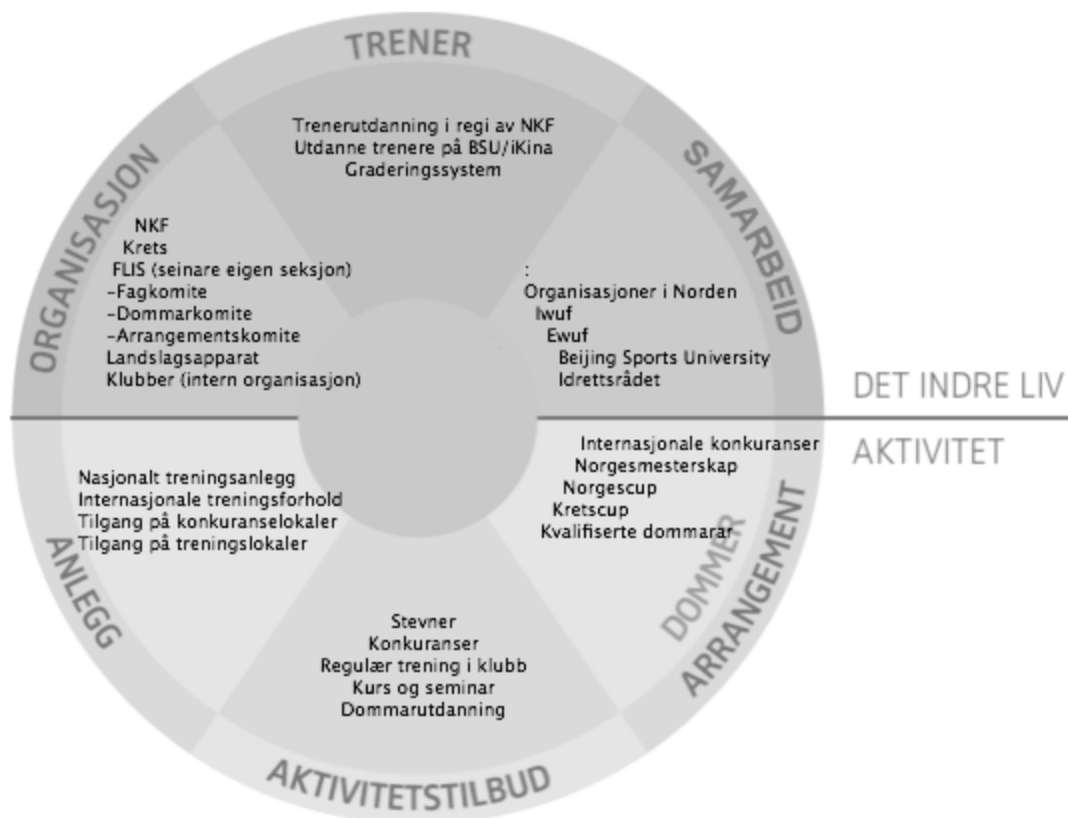 TRENER
Trenerutdanning i regi av NKF
Utdanne trenere på BSU/iKina
Graderingssystem
ORGANISASJON
NKF
Krets
FLIS (seinare eigen seksjon)
-Fagkomite
-Dommarkomite
-Arrangementskomite
Landslagsapparat
Klubber (intern organisasjon)
SAMARBEID
:
Organisasjoner i Norden
Iwuf
Ewuf
Beijing Sports University
Idrettsrådet
DET INDRE LIV
AKTIVITET
Nasjonalt treningsanlegg
Internasjonale treningsforhold
Tilgang på konkuranselokaler
Tilgang på treningslokaler
ANLEGG
Internasjonale konkuranser
Norgesmesterskap
Norgescup
Kretscup
Kvalifiserte dommarar
DOMMER
ARRANGEMENT
Stevner
Konkuranser
Regulær trening i klubb
Kurs og seminar
Dommarutdanning
AKTIVITETSTILBUD